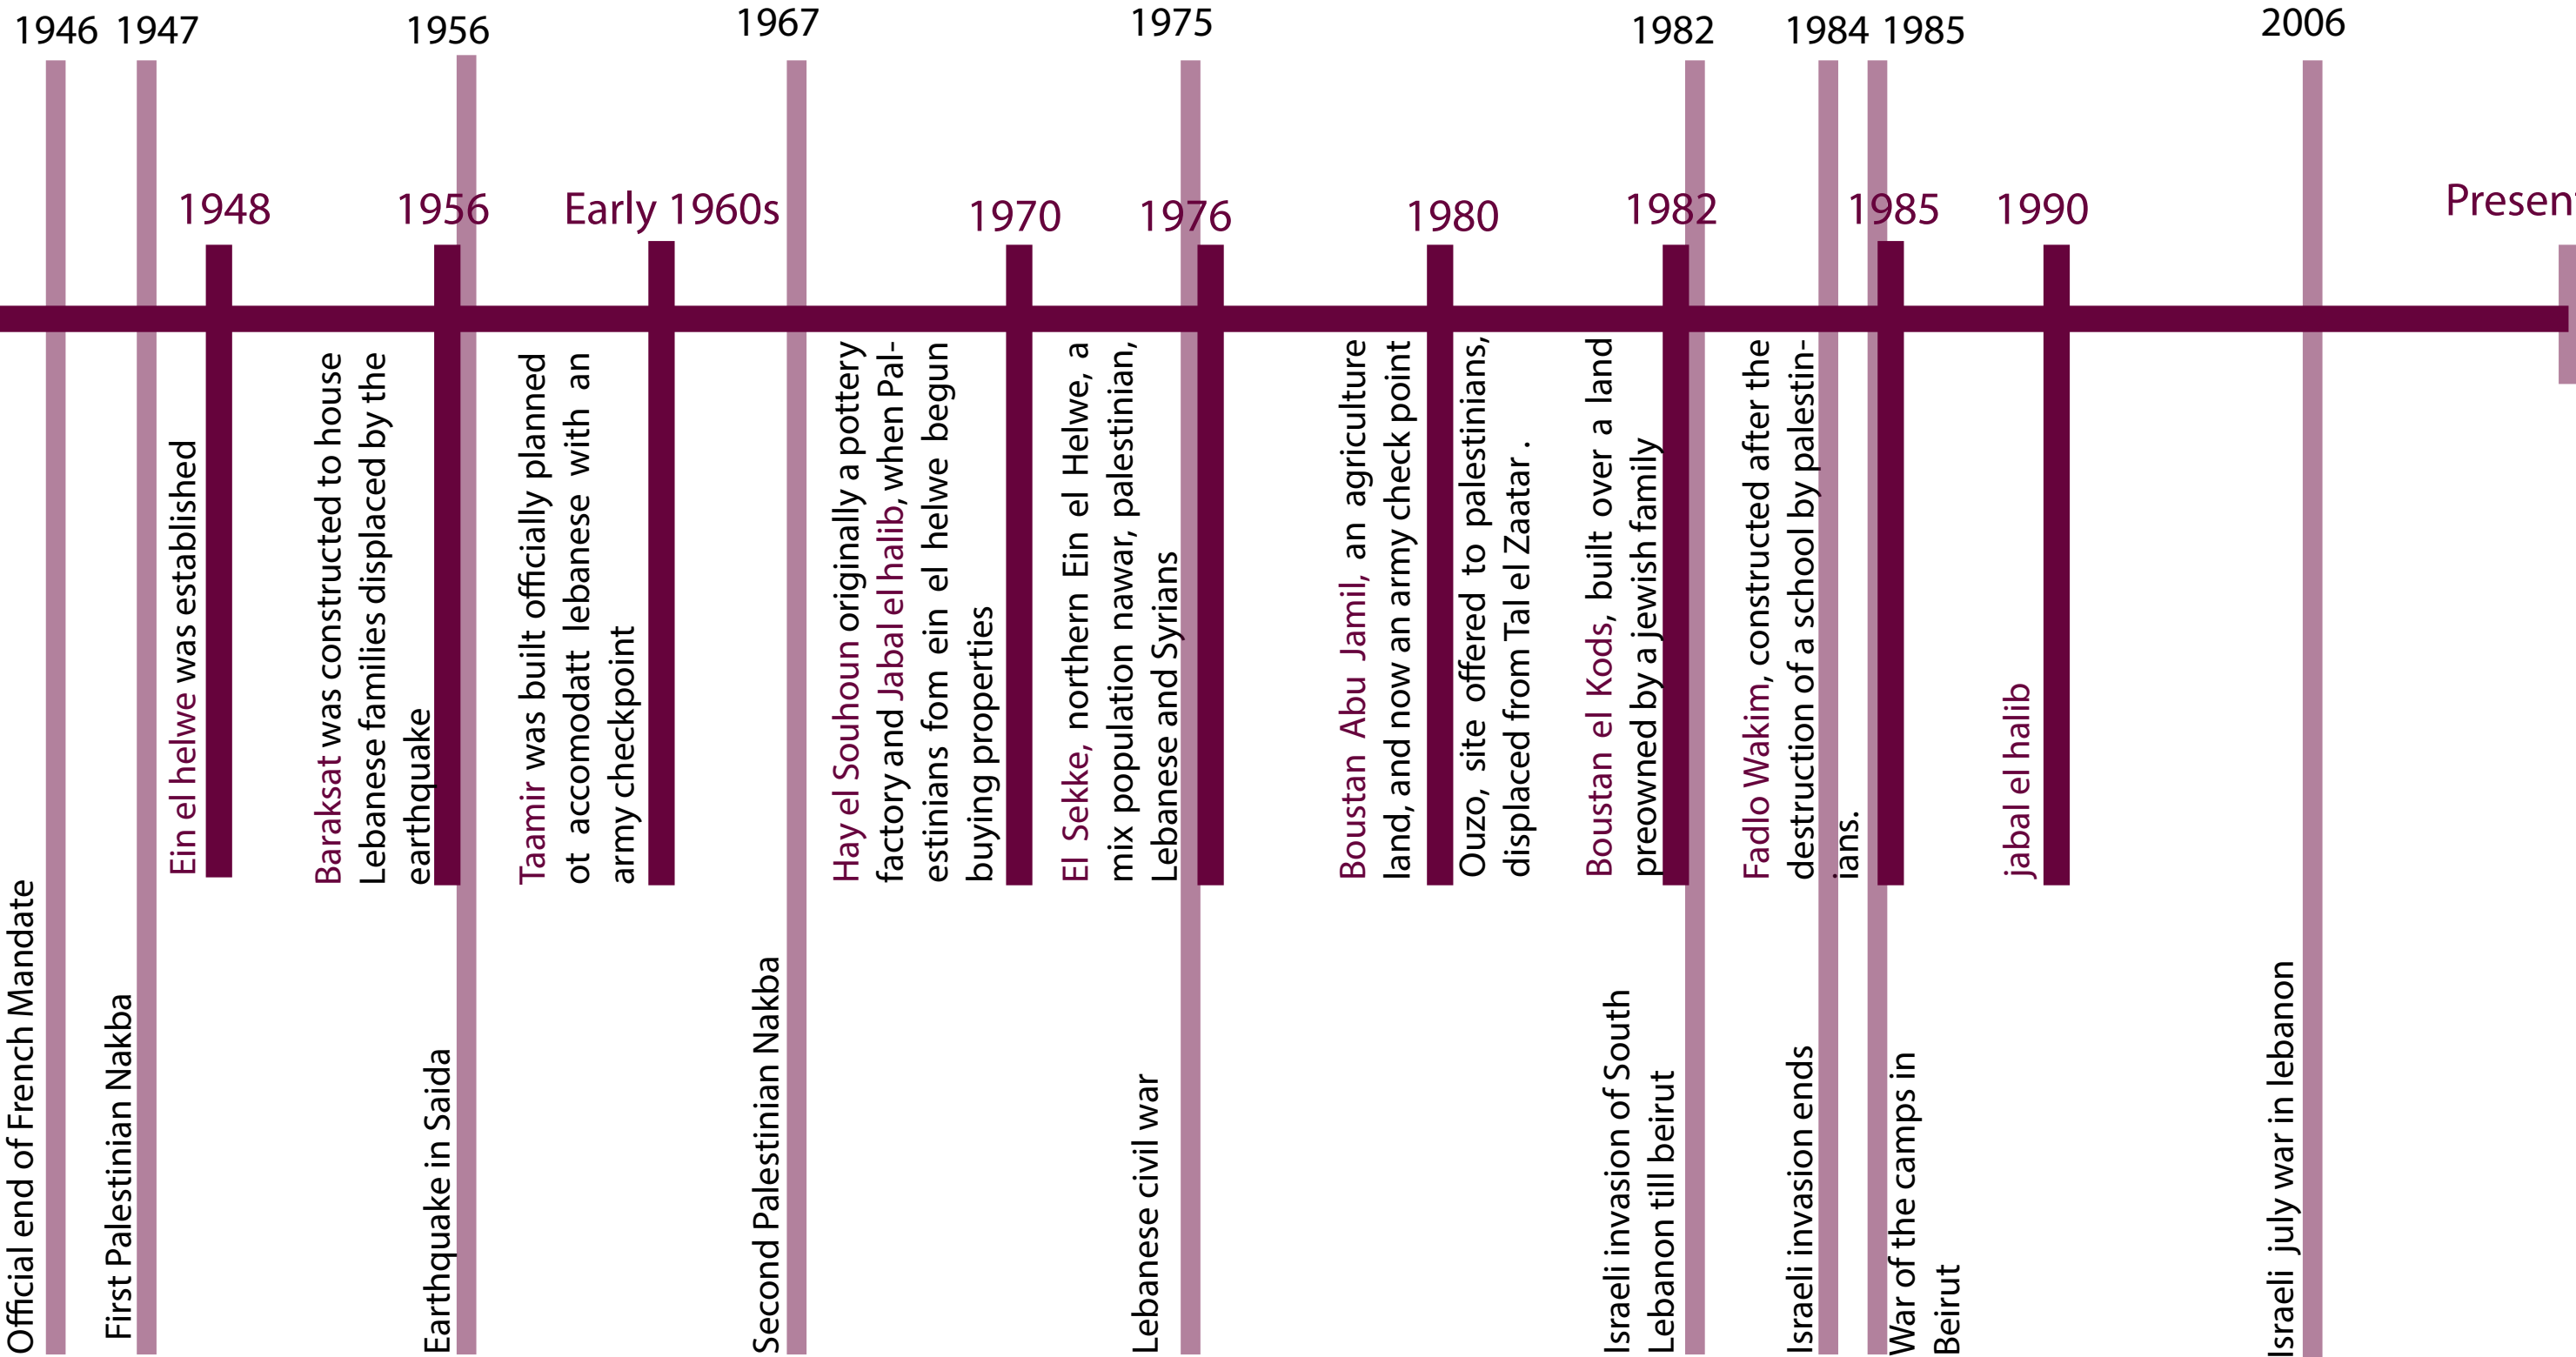 1946
1947
1956
1967
1975
1982
1984
1985
2006
1948
1956
Early 1960s
1970
1976
1980
1982
1985
1990
Present
Ein el helwe was established
Baraksat was constructed to house
Lebanese families displaced by the
earthquake
Taamir was built officially planned
ot accomodatt lebanese with an
army checkpoint
Hay el Souhoun originally a pottery
factory and Jabal el halib, when Pal-
estinians fom ein el helwe begun
buying properties
El Sekke, northern Ein el Helwe, a
mix population nawar, palestinian,
Lebanese and Syrians
Boustan Abu Jamil, an agriculture
land, and now an army check point
Ouzo, site offered to palestinians,
displaced from Tal el Zaatar .
Boustan el Kods, built over a land
preowned by a jewish family
Fadlo Wakim, constructed after the
destruction of a school by palestin-
ians.
jabal el halib
Official end of French Mandate
First Palestinian Nakba
Earthquake in Saida
Second Palestinian Nakba
Lebanese civil war
Israeli invasion of South
Lebanon till beirut
Israeli invasion ends
War of the camps in
Beirut
Israeli july war in lebanon